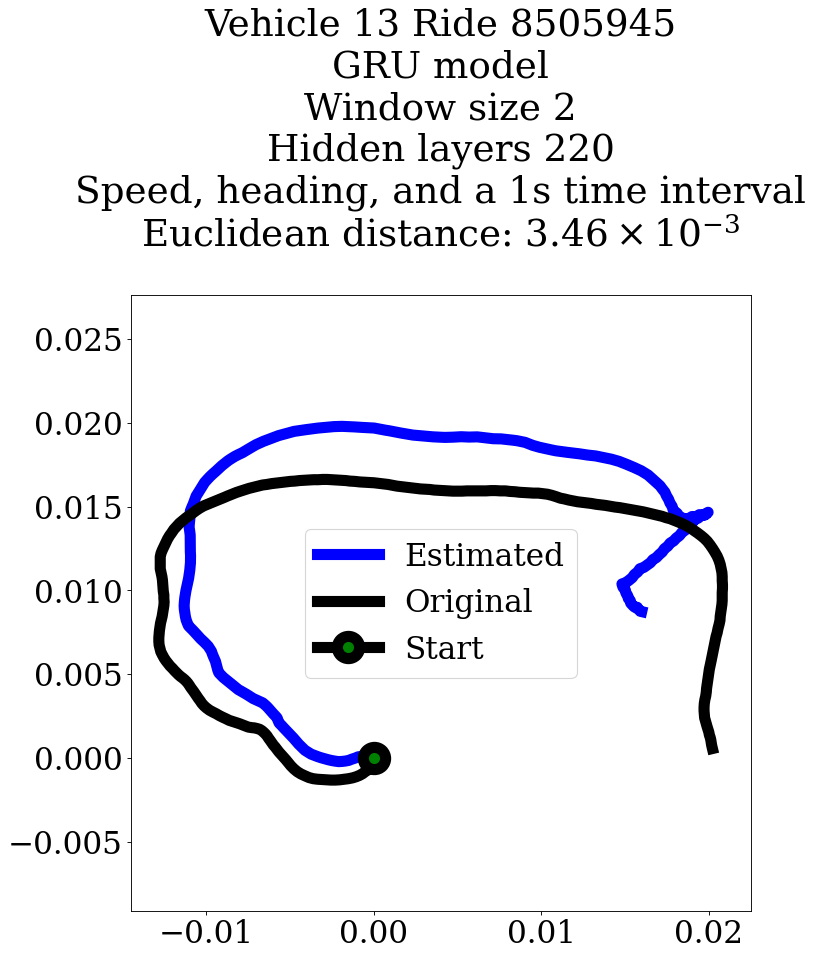 Vehicle 13 Ride 8505945
GRU model
Window size 2
Hidden layers 220
Speed, heading, and a 1s time interval
Euclidean distance: 3.46 × 10⁻³
0.025
0.020
0.015
0.010
0.005
0.000
−0.005
Estimated
Original
Start
−0.01 0.00 0.01 0.02